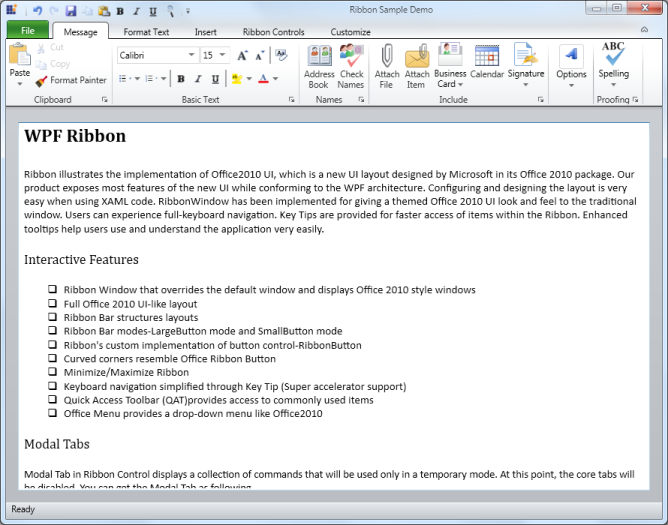 Ribbon Sample Demo
File Message Format Text Insert Ribbon Controls Customize
Paste
Cut
Copy
Format Painter
Clipboard
Calibri 15
B I U
Basic Text
Address Book
Check Names
Names
Attach File
Attach Item
Business Card
Calendar
Signature
Include
Options
ABC
Spelling
Proofing
WPF Ribbon
Ribbon illustrates the implementation of Office2010 UI, which is a new UI layout designed by Microsoft in its Office 2010 package. Our
product exposes most features of the new UI while conforming to the WPF architecture. Configuring and designing the layout is very
easy when using XAML code. RibbonWindow has been implemented for giving a themed Office 2010 UI look and feel to the traditional
window. Users can experience full-keyboard navigation. Key Tips are provided for faster access of items within the Ribbon. Enhanced
tooltips help users use and understand the application very easily.
Interactive Features
Ribbon Window that overrides the default window and displays Office 2010 style windows
Full Office 2010 UI-like layout
Ribbon Bar structures layouts
Ribbon Bar modes-LargeButton mode and SmallButton mode
Ribbon's custom implementation of button control-RibbonButton
Curved corners resemble Office Ribbon Button
Minimize/Maximize Ribbon
Keyboard navigation simplified through Key Tip (Super accelerator support)
Quick Access Toolbar (QAT)provides access to commonly used items
Office Menu provides a drop-down menu like Office2010
Modal Tabs
Modal Tab in Ribbon Control displays a collection of commands that will be used only in a temporary mode. At this point, the core tabs will
be disabled. You can get the Modal Tab as following
Ready